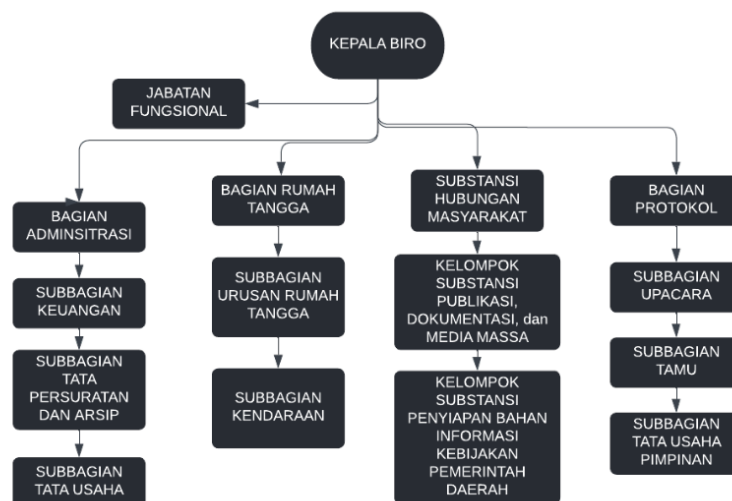 KEPALA BIRO
JABATAN
FUNGSIONAL
BAGIAN
ADMINSITRASI
SUBBAGIAN
KEUANGAN
SUBBAGIAN
TATA
PERSURATAN
DAN ARSIP
SUBBAGIAN
TATA USAHA
BAGIAN RUMAH
TANGGA
SUBBAGIAN
URUSAN RUMAH
TANGGA
SUBBAGIAN
KENDARAAN
SUBSTANSI
HUBUNGAN
MASYARAKAT
KELOMPOK
SUBSTANSI
PUBLIKASI,
DOKUMENTASI, dan
MEDIA MASSA
KELOMPOK
SUBSTANSI
PENYIAPAN BAHAN
INFORMASI
KEBIJAKAN
PEMERINTAH
DAERAH
BAGIAN
PROTOKOL
SUBBAGIAN
UPACARA
SUBBAGIAN
TAMU
SUBBAGIAN
TATA USAHA
PIMPINAN